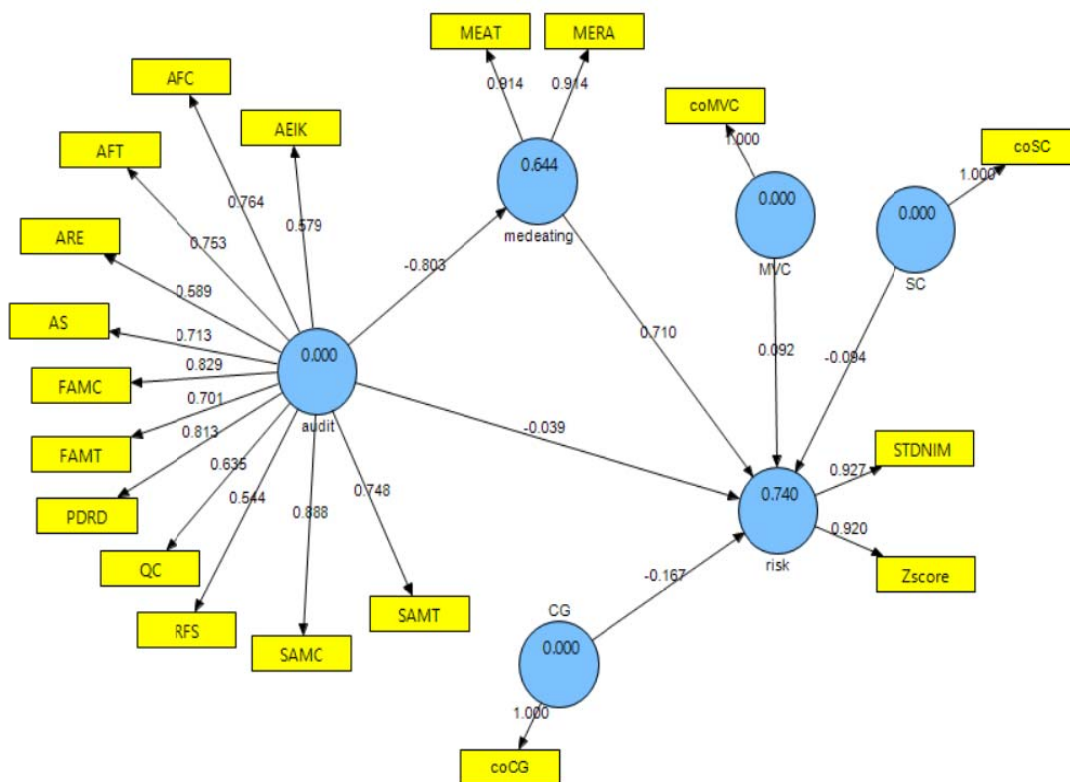 MEAT
MERA
0.914
0.914
AFC
coMVC
AEIK
1.000
coSC
1.000
AFT
0.764
0.579
0.644
medeating
0.000
MVC
0.000
SC
ARE
0.753
0.589
-0.803
AS
0.713
0.710
0.092
-0.094
FAMC
0.829
0.000
audit
0.701
FAMT
0.813
-0.039
STDNIM
0.635
0.927
PDRD
0.544
0.888
0.748
0.740
risk
0.920
QC
Zscore
-0.167
RFS
SAMT
CG
0.000
SAMC
1.000
coCG